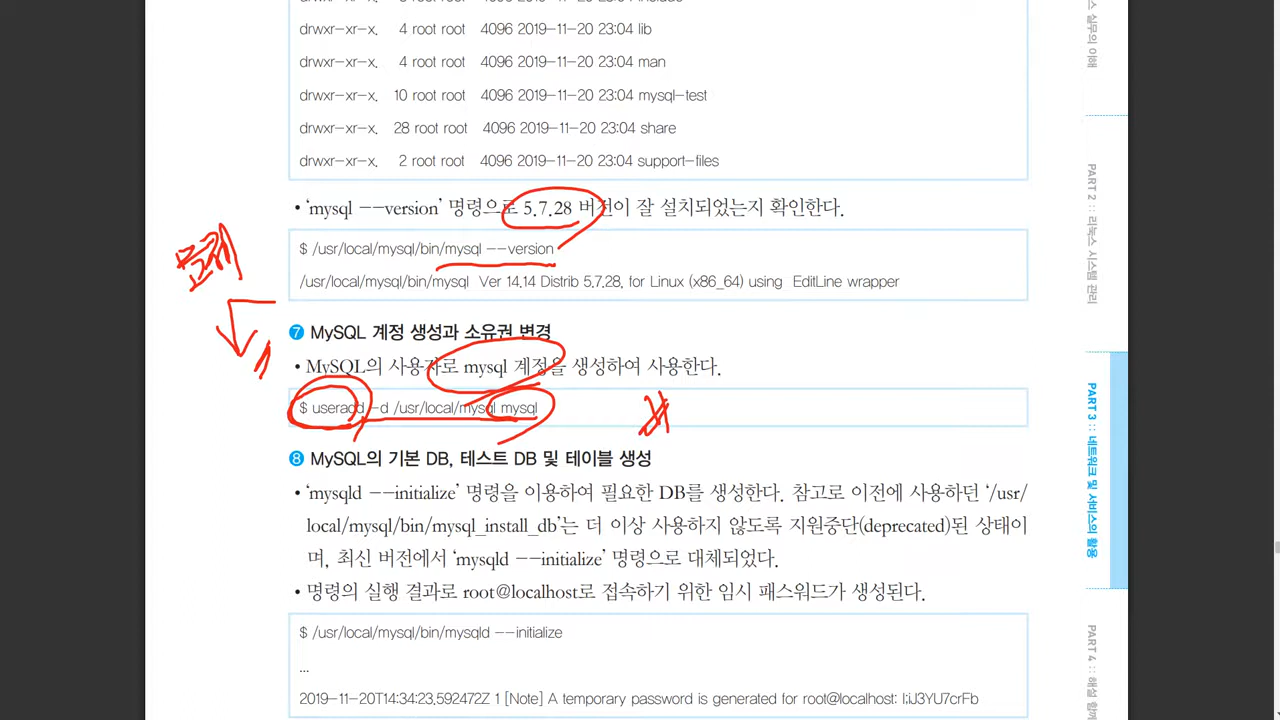 drwxr-xr-x. 4 root root 4096 2019-11-20 23:04 lib
drwxr-xr-x. 4 root root 4096 2019-11-20 23:04 man
drwxr-xr-x. 10 root root 4096 2019-11-20 23:04 mysql-test
drwxr-xr-x. 28 root root 4096 2019-11-20 23:04 share
drwxr-xr-x. 2 root root 4096 2019-11-20 23:04 support-files
• ‘mysql --version’ 명령으로 5.7.28 버전이 잘 설치되었는지 확인한다.
$ /usr/local/mysql/bin/mysql --version
/usr/local/mysql/bin/mysql Ver 14.14 Distrib 5.7.28, for Linux (x86_64) using EditLine wrapper
문제
7 MySQL 계정 생성과 소유권 변경
• MySQL의 사용자로 mysql 계정을 생성하여 사용한다.
$ useradd -d /usr/local/mysql mysql
8 MySQL의 기본 DB, 테스트 DB 및 테이블 생성
• ‘mysqld --initialize’ 명령을 이용하여 필요한 DB를 생성한다. 참고로 이전에 사용하던 ‘/usr/
local/mysql/bin/mysql_install_db’는 더 이상 사용하지 않도록 지원중단(deprecated)된 상태이
며, 최신 버전에서 ‘mysqld --initialize’ 명령으로 대체되었다.
• 명령의 실행 결과로 root@localhost로 접속하기 위한 임시 패스워드가 생성된다.
$ /usr/local/mysql/bin/mysqld --initialize
...
[Note] A temporary password is generated for root@localhost:
스 실무의 이해
PART 2 :: 리눅스 시스템 관리
PART 3 :: 네트워크 및 서비스의 활용
PART 4 :: 해설 함께